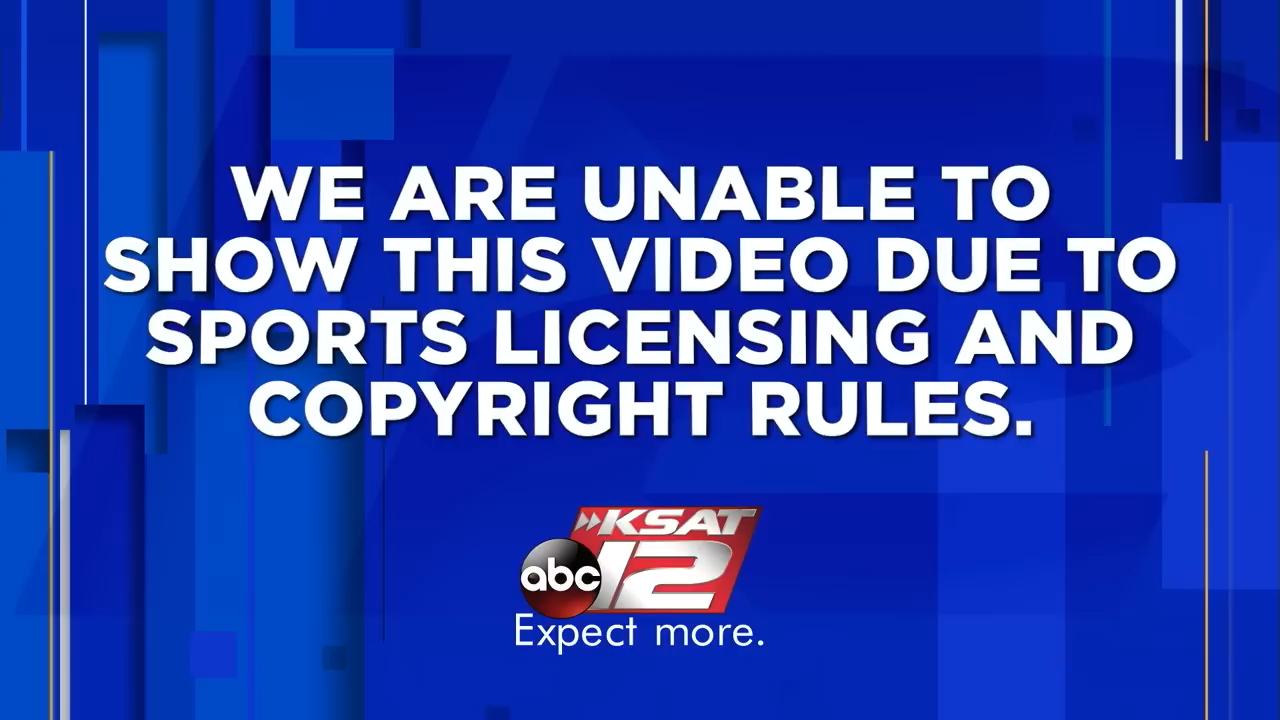 WE ARE UNABLE TO
SHOW THIS VIDEO DUE TO
SPORTS LICENSING AND
COPYRIGHT RULES.
KSAT
abc 12
Expect more.